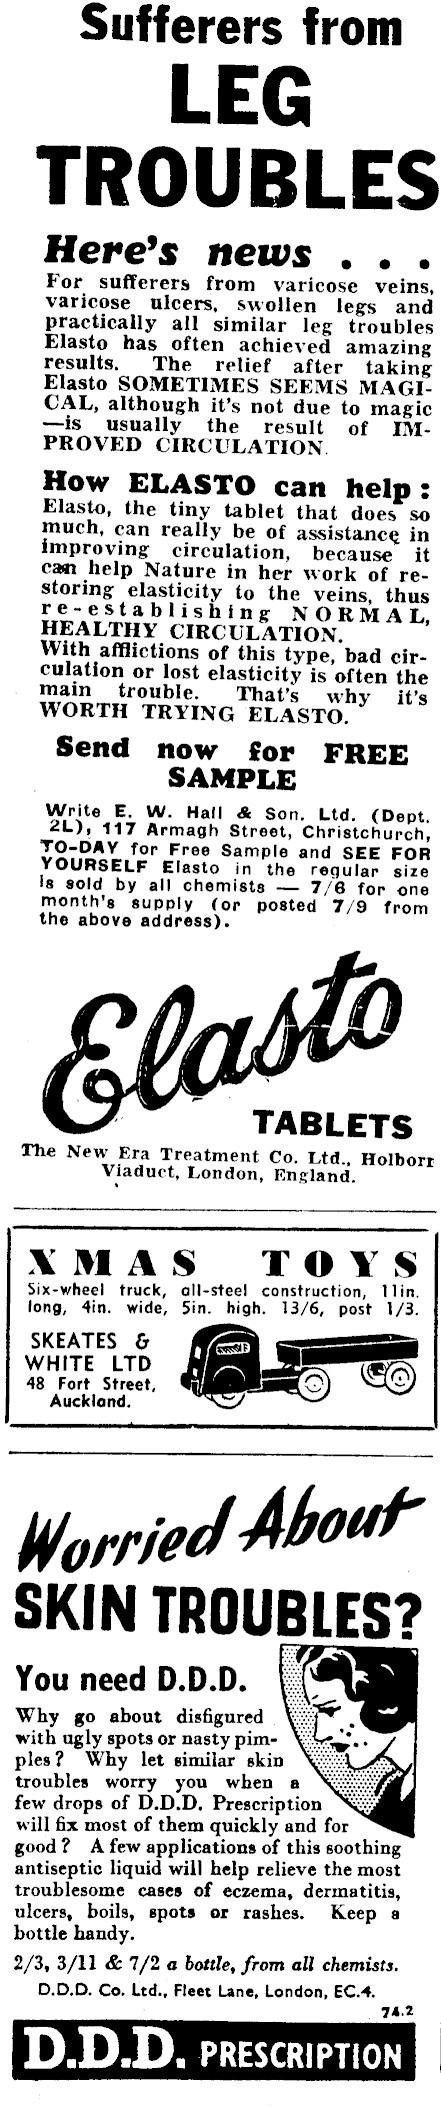 Sufferers from
LEG
TROUBLES
Here's news . . .
For sufferers from varicose veins,
varicose ulcers, swollen legs and
practically all similar leg troubles
Elasto has often achieved amazing
results. The relief after taking
Elasto SOMETIMES SEEMS MAGI-
CAL, although it's not due to magic
—is usually the result of IM-
PROVED CIRCULATION.
How ELASTO can help:
Elasto, the tiny tablet that does so
much, can really be of assistance in
improving circulation, because it
can help Nature in her work of re-
storing elasticity to the veins, thus
re-establishing NORMAL,
HEALTHY CIRCULATION.
With afflictions of this type, bad cir-
culation or lost elasticity is often the
main trouble. That's why it's
WORTH TRYING ELASTO.
Send now for FREE
SAMPLE
Write E. W. Hall & Son. Ltd. (Dept.
2L), 117 Armagh Street, Christchurch,
TO-DAY for Free Sample and SEE FOR
YOURSELF Elasto in the regular size
is sold by all chemists — 7/6 for one
month's supply (or posted 7/9 from
the above address).
Elasto
TABLETS
The New Era Treatment Co. Ltd., Holborn
Viaduct, London, England.
XMAS TOYS
Six-wheel truck, all-steel construction, 11in.
long, 4in. wide, 5in. high. 13/6, post 1/3.
SKEATES &
WHITE LTD
48 Fort Street,
Auckland.
Worried About
SKIN TROUBLES?
You need D.D.D.
Why go about disfigured
with ugly spots or nasty pim-
ples? Why let similar skin
troubles worry you when a
few drops of D.D.D. Prescription
will fix most of them quickly and for
good? A few applications of this soothing
antiseptic liquid will help relieve the most
troublesome cases of eczema, dermatitis,
ulcers, boils, spots or rashes. Keep a
bottle handy.
2/3, 3/11 & 7/2 a bottle, from all chemists.
D.D.D. Co. Ltd., Fleet Lane, London, EC.4.
74.2
D.D.D. PRESCRIPTION